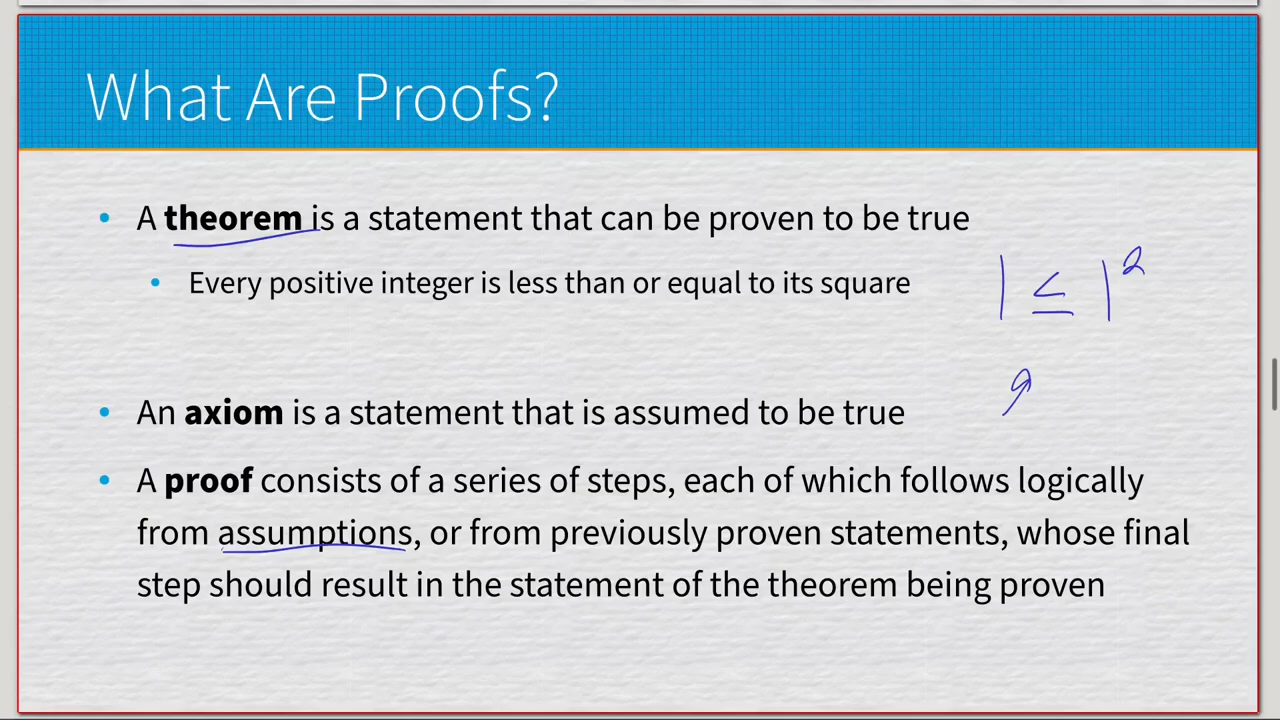 What Are Proofs?
• A theorem is a statement that can be proven to be true
• Every positive integer is less than or equal to its square
1 ≤ 1²
• An axiom is a statement that is assumed to be true
• A proof consists of a series of steps, each of which follows logically
from assumptions, or from previously proven statements, whose final
step should result in the statement of the theorem being proven